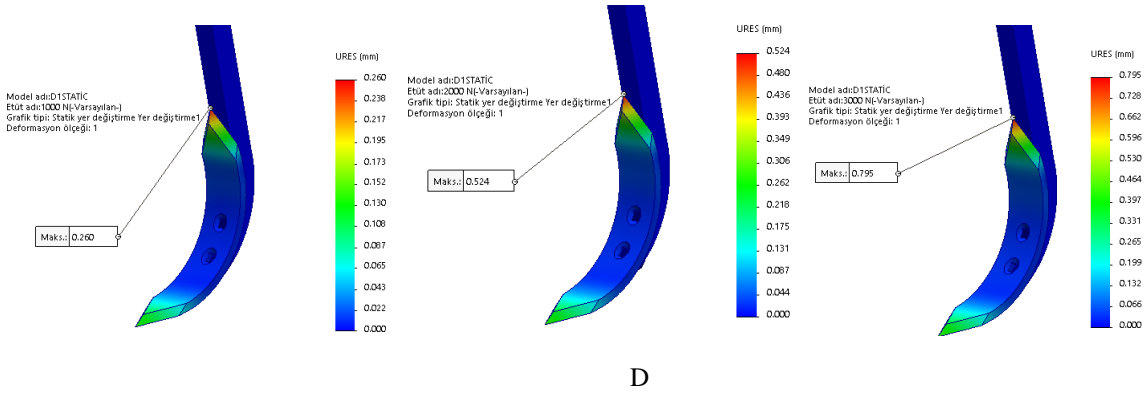 Model adı:D1STATİC
Etüt adı:1000 N(-Varsayılan-)
Grafik tipi: Statik yer değiştirme Yer değiştirme1
Deformasyon ölçeği: 1
Maks.: 0.260
URES (mm)
0.260
0.238
0.217
0.195
0.173
0.152
0.130
0.108
0.087
0.065
0.043
0.022
0.000
Model adı:D1STATİC
Etüt adı:2000 N(-Varsayılan-)
Grafik tipi: Statik yer değiştirme Yer değiştirme1
Deformasyon ölçeği: 1
Maks.: 0.524
URES (mm)
0.524
0.480
0.436
0.393
0.349
0.306
0.262
0.218
0.175
0.131
0.087
0.044
0.000
Model adı:D1STATİC
Etüt adı:3000 N(-Varsayılan-)
Grafik tipi: Statik yer değiştirme Yer değiştirme1
Deformasyon ölçeği: 1
Maks.: 0.795
URES (mm)
0.795
0.728
0.662
0.596
0.530
0.464
0.397
0.331
0.265
0.199
0.132
0.066
0.000
D